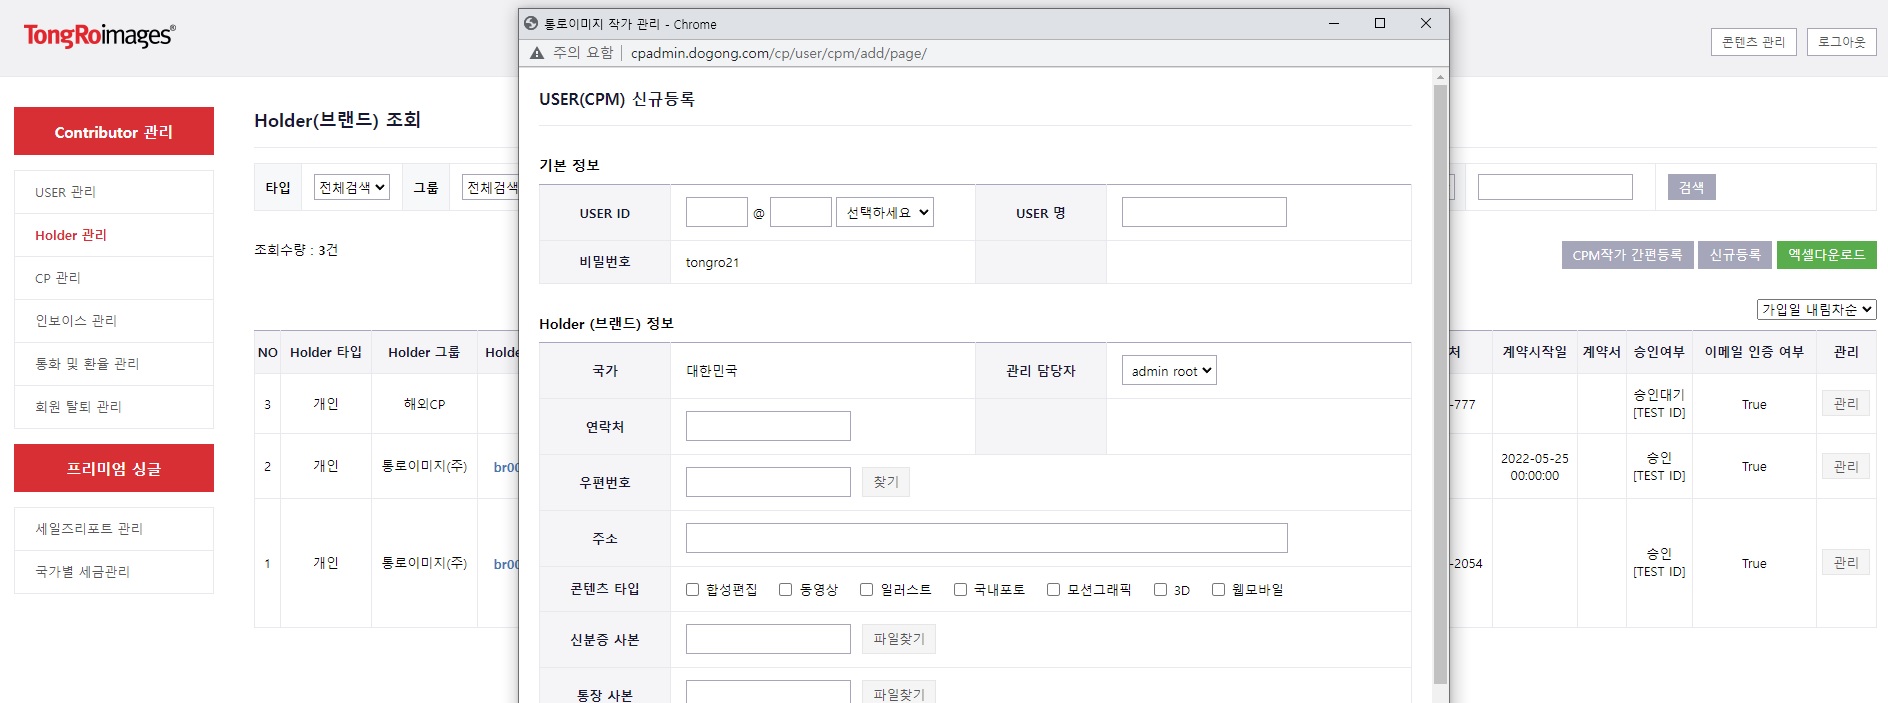 TongRoimages®
콘텐츠 관리
로그아웃
Contributor 관리
USER 관리
Holder 관리
CP 관리
인보이스 관리
통화 및 환율 관리
회원 탈퇴 관리
프리미엄 싱글
세일즈리포트 관리
국가별 세금관리
Holder(브랜드) 조회
타입 전체검색 그룹 전체검색
검색
조회수량 : 3건
CPM작가 간편등록 신규등록 엑셀다운로드
가입일 내림차순
NO Holder 타입 Holder 그룹 Holde
처 계약시작일 계약서 승인여부 이메일 인증 여부 관리
3 개인 해외CP
-777 승인대기 True 관리
[TEST ID]
2 개인 통로이미지(주) br00
2022-05-25 승인 True 관리
00:00:00 [TEST ID]
1 개인 통로이미지(주) br00
-2054 승인 True 관리
[TEST ID]
통로이미지 작가 관리 - Chrome
주의 요함 cpadmin.dogong.com/cp/user/cpm/add/page/
USER(CPM) 신규등록
기본 정보
USER ID @ 선택하세요 USER 명
비밀번호 tongro21
Holder (브랜드) 정보
국가 대한민국 관리 담당자 admin root
연락처
우편번호 찾기
주소
콘텐츠 타입 합성편집 동영상 일러스트 국내포토 모션그래픽 3D 웹모바일
신분증 사본 파일찾기
통장 사본 파일찾기